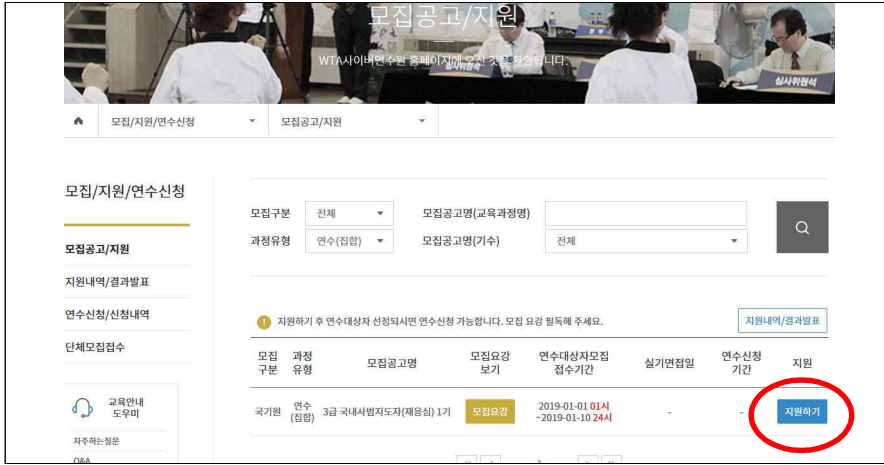 모집공고/지원
WTA사이버연수원 홈페이지에 오신 것을 환영합니다.
심사위원석
모집/지원/연수신청
모집공고/지원
모집/지원/연수신청
모집공고/지원
지원내역/결과발표
연수신청/신청내역
단체모집접수
교육안내
도우미
자주하는질문
Q&A
모집구분 전체 모집공고명(교육과정명)
과정유형 연수(집합) 모집공고명(기수) 전체
지원하기 후 연수대상자 선정되시면 연수신청 가능합니다. 모집 요강 필독해 주세요.
지원내역/결과발표
모집구분 과정유형 모집공고명 모집요강보기 연수대상자모집접수기간 실기면접일 연수신청기간 지원
국기원 연수(집합) 3급 국내사범지도자(재응심) 1기 모집요강 2019-01-01 01시 ~2019-01-10 24시 - - 지원하기
1